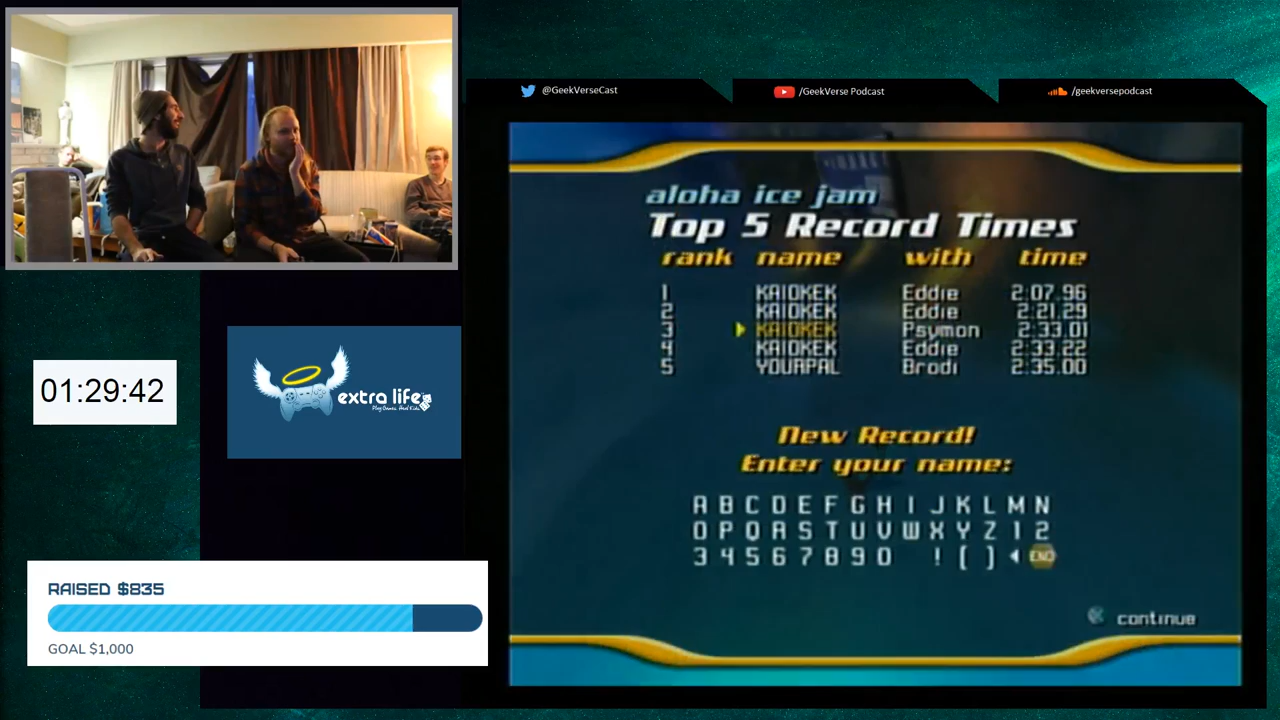 @GeekVerseCast
/GeekVerse Podcast
/geekversepodcast
aloha ice jam
Top 5 Record Times
rank name with time
1 KAIOKEK Eddie 2:07.96
2 KAIOKEK Eddie 2:21.29
3 KAIOKEK Psymon 2:33.01
4 KAIOKEK Eddie 2:33.22
5 YOURPAL Brodi 2:35.00
New Record!
Enter your name:
A B C D E F G H I J K L M N
O P Q R S T U V W X Y Z 1 2
3 4 5 6 7 8 9 0 ! [ ] END
continue
01:29:42
extra life
Play Games. Heal Kids.
RAISED $835
GOAL $1,000